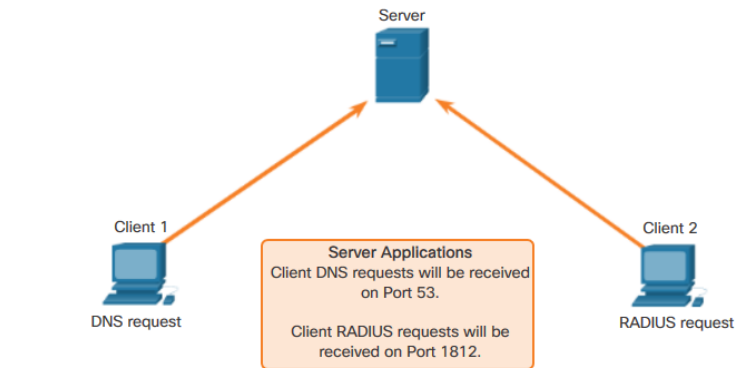 Server
Client 1
Client 2
Server Applications
Client DNS requests will be received
on Port 53.
Client RADIUS requests will be
received on Port 1812.
DNS request
RADIUS request